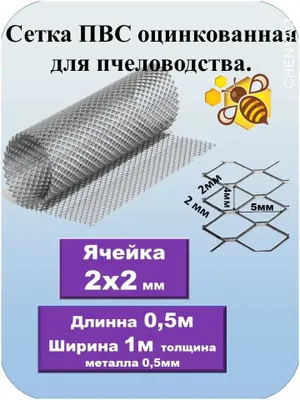 Сетка ПВС оцинкованная
для пчеловодства.
2мм
2 мм
4мм
5мм
Ячейка
2х2 мм
Длинна 0,5м
Ширина 1м толщина
металла 0,5мм